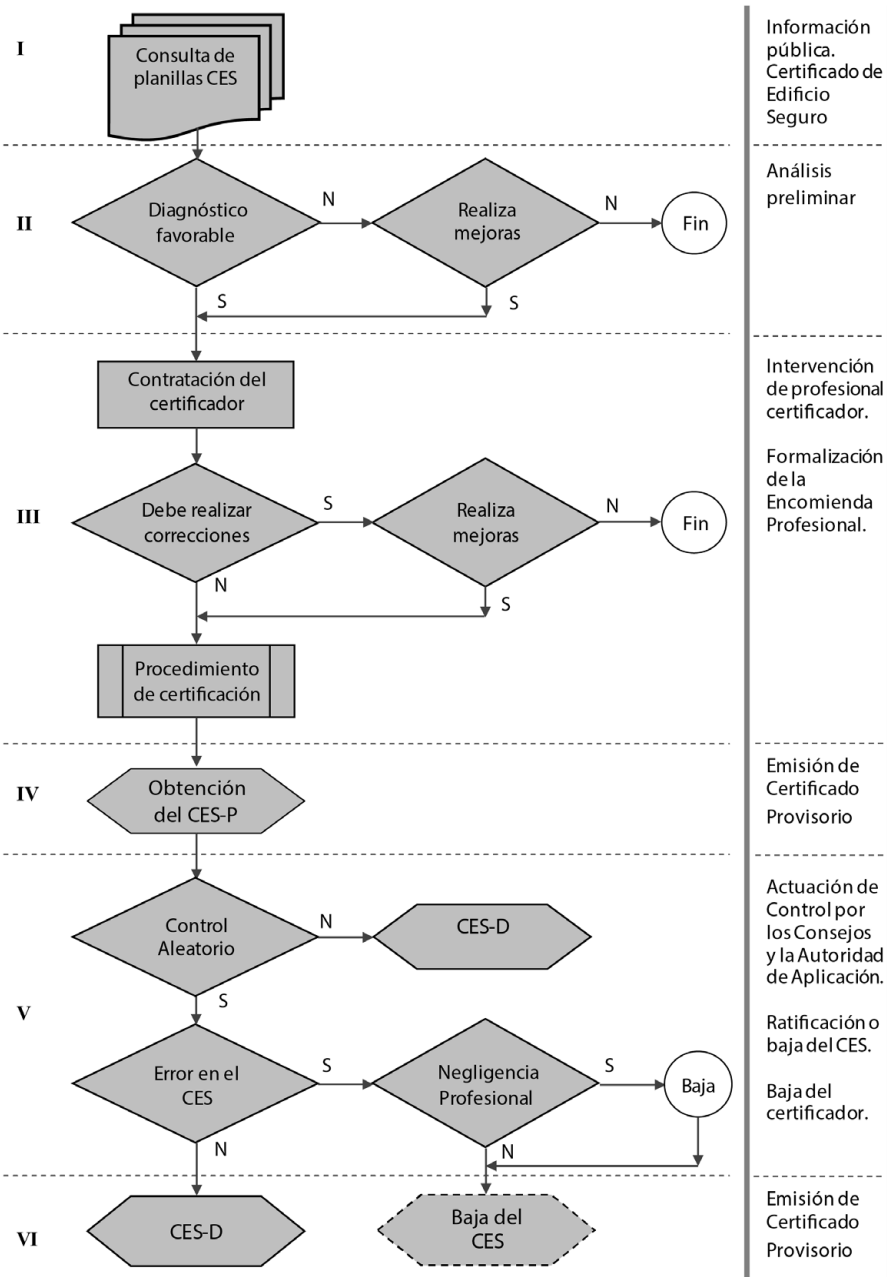 I
Consulta de
planillas CES
Información
pública.
Certificado de
Edificio
Seguro
II
Diagnóstico
favorable
N
Realiza
mejoras
N
Fin
S
S
Análisis
preliminar
III
Contratación del
certificador
Debe realizar
correcciones
S
Realiza
mejoras
N
Fin
N
S
Procedimiento
de certificación
Intervención
de profesional
certificador.
Formalización
de la
Encomienda
Profesional.
IV
Obtención
del CES-P
Emisión de
Certificado
Provisorio
V
Control
Aleatorio
N
CES-D
S
Error en el
CES
S
Negligencia
Profesional
S
Baja
N
N
Actuación de
Control por
los Consejos
y la Autoridad
de Aplicación.
Ratificación o
baja del CES.
Baja del
certificador.
VI
CES-D
Baja del
CES
Emisión de
Certificado
Provisorio